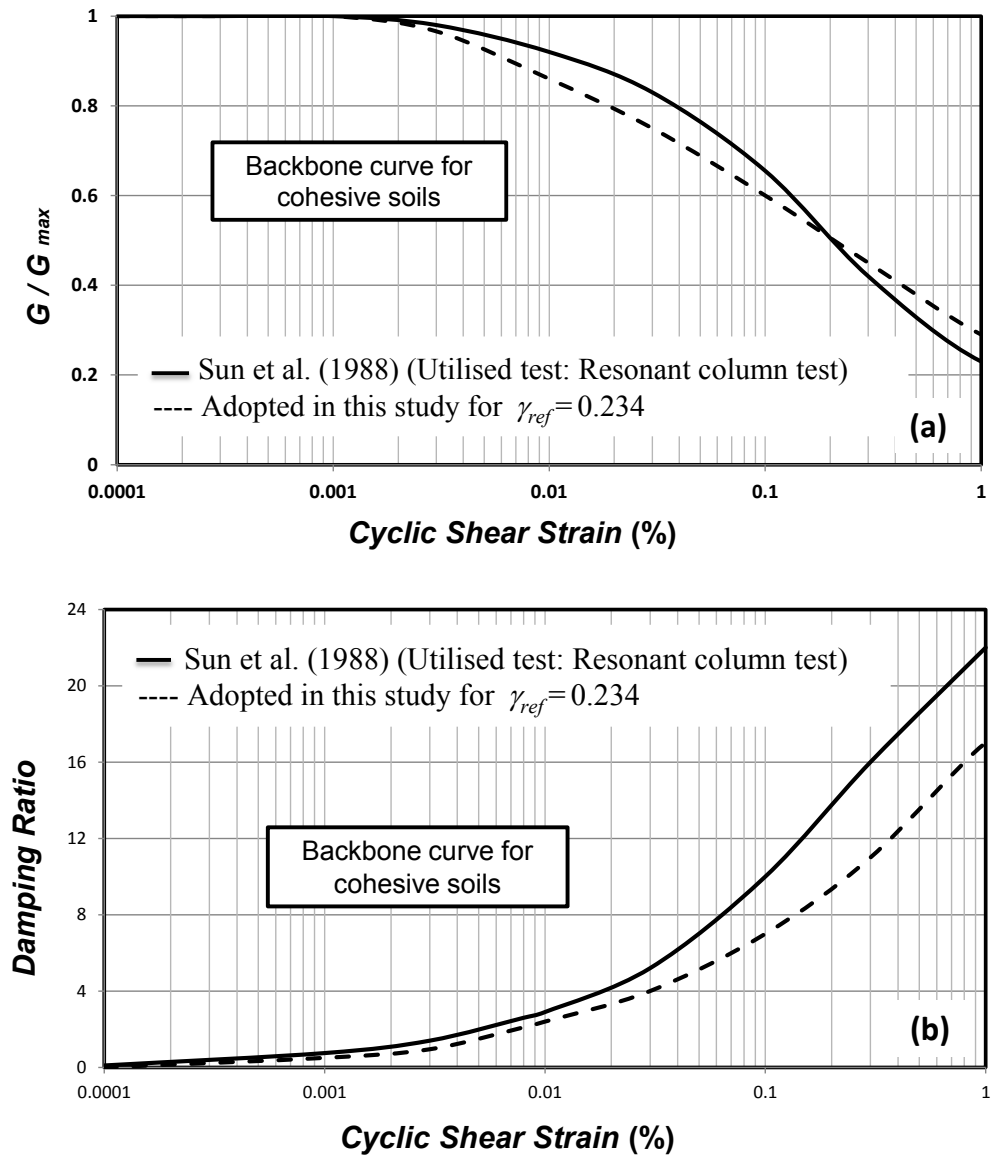 1
0.8
0.6
0.4
0.2
0
G / G max
Backbone curve for
cohesive soils
Sun et al. (1988) (Utilised test: Resonant column test)
Adopted in this study for γref = 0.234
(a)
0.0001 0.001 0.01 0.1 1
Cyclic Shear Strain (%)
24
20
16
12
8
4
0
Damping Ratio
Sun et al. (1988) (Utilised test: Resonant column test)
Adopted in this study for γref = 0.234
Backbone curve for
cohesive soils
(b)
0.0001 0.001 0.01 0.1 1
Cyclic Shear Strain (%)